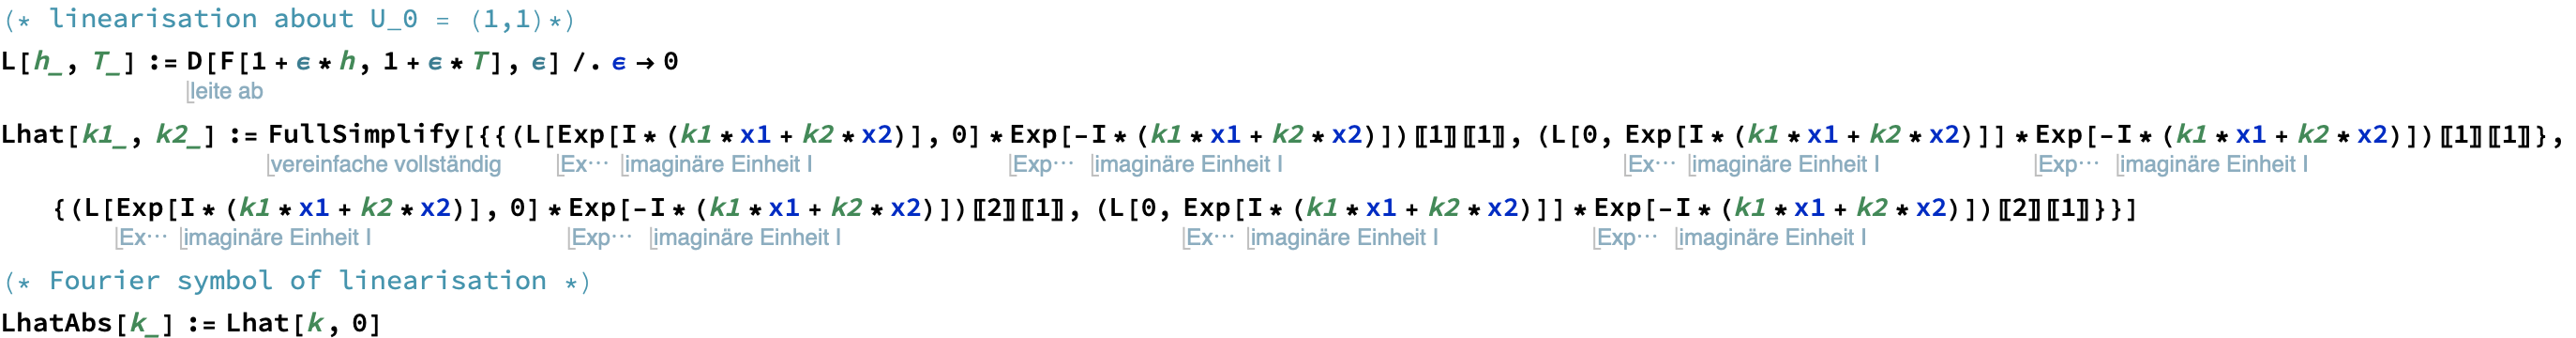 (* linearisation about U_0 = (1,1)*)
L[h_, T_] := D[F[1 + ϵ * h, 1 + ϵ * T], ϵ] /. ϵ → 0
⌊leite ab
Lhat[k1_, k2_] := FullSimplify[{{(L[Exp[I * (k1 * x1 + k2 * x2)], 0] * Exp[-I * (k1 * x1 + k2 * x2)])〚1〛〚1〛, (L[0, Exp[I * (k1 * x1 + k2 * x2)]] * Exp[-I * (k1 * x1 + k2 * x2)])〚1〛〚1〛},
⌊vereinfache vollständig ⌊Ex⋯ ⌊imaginäre Einheit I ⌊Exp⋯ ⌊imaginäre Einheit I ⌊Ex⋯ ⌊imaginäre Einheit I ⌊Exp⋯ ⌊imaginäre Einheit I
{(L[Exp[I * (k1 * x1 + k2 * x2)], 0] * Exp[-I * (k1 * x1 + k2 * x2)])〚2〛〚1〛, (L[0, Exp[I * (k1 * x1 + k2 * x2)]] * Exp[-I * (k1 * x1 + k2 * x2)])〚2〛〚1〛}}]
⌊Ex⋯ ⌊imaginäre Einheit I ⌊Exp⋯ ⌊imaginäre Einheit I ⌊Ex⋯ ⌊imaginäre Einheit I ⌊Exp⋯ ⌊imaginäre Einheit I
(* Fourier symbol of linearisation *)
LhatAbs[k_] := Lhat[k, 0]